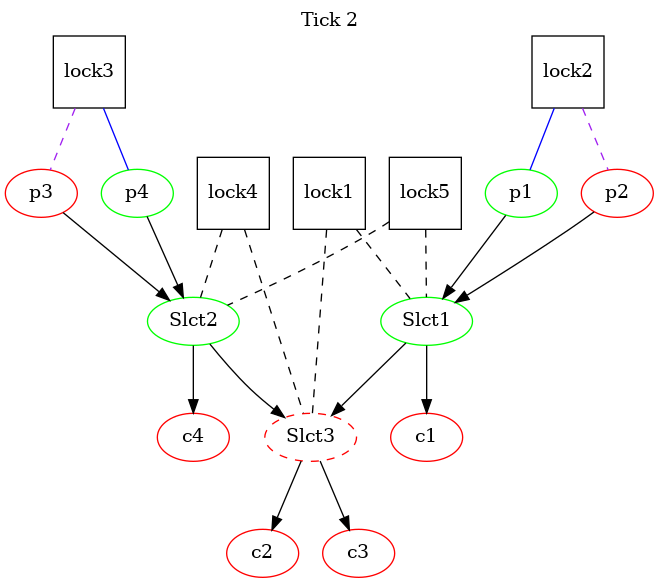 Tick 2
lock3
lock2
p3
p4
lock4
lock1
lock5
p1
p2
Slct2
Slct1
c4
Slct3
c1
c2
c3